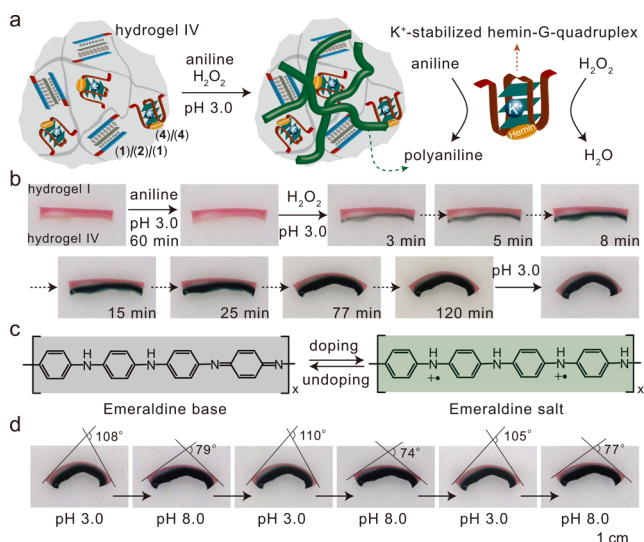 a
hydrogel IV
aniline
H₂O₂
pH 3.0
(1)/(2)/(1)
(4)/(4)
K⁺-stabilized hemin-G-quadruplex
aniline
H₂O₂
K⁺
Hemin
polyaniline
H₂O
b
hydrogel I
hydrogel IV
aniline
pH 3.0
60 min
H₂O₂
pH 3.0
3 min
5 min
8 min
15 min
25 min
77 min
120 min
pH 3.0
c
H
N
H
N
N
N
x
Emeraldine base
doping
undoping
H
N
+•
H
N
H
N
+•
H
N
x
Emeraldine salt
d
108°
79°
110°
74°
105°
77°
pH 3.0
pH 8.0
pH 3.0
pH 8.0
pH 3.0
pH 8.0
1 cm